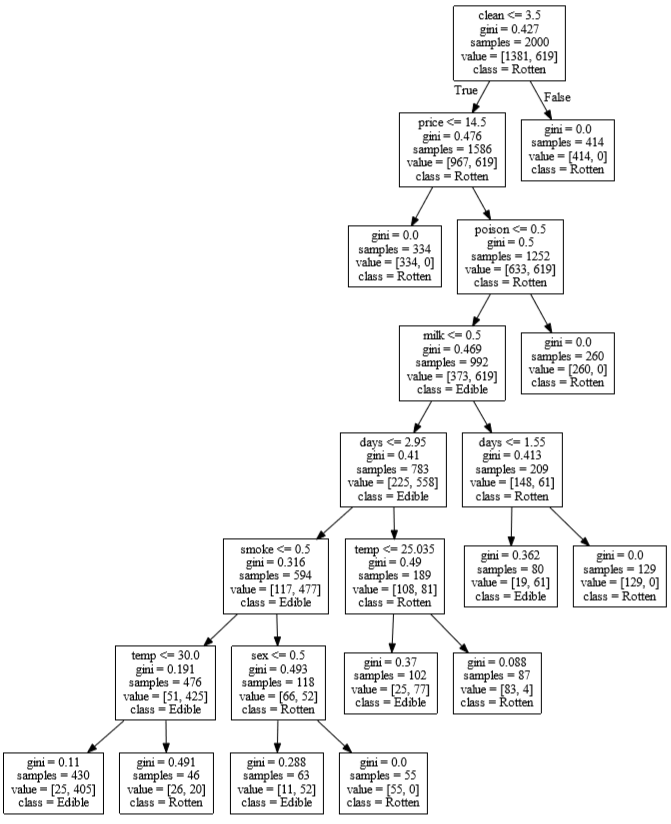 clean <= 3.5
gini = 0.427
samples = 2000
value = [1381, 619]
class = Rotten
True
False
price <= 14.5
gini = 0.476
samples = 1586
value = [967, 619]
class = Rotten
gini = 0.0
samples = 414
value = [414, 0]
class = Rotten
gini = 0.0
samples = 334
value = [334, 0]
class = Rotten
poison <= 0.5
gini = 0.5
samples = 1252
value = [633, 619]
class = Rotten
milk <= 0.5
gini = 0.469
samples = 992
value = [373, 619]
class = Edible
gini = 0.0
samples = 260
value = [260, 0]
class = Rotten
days <= 2.95
gini = 0.41
samples = 783
value = [225, 558]
class = Edible
days <= 1.55
gini = 0.413
samples = 209
value = [148, 61]
class = Rotten
smoke <= 0.5
gini = 0.316
samples = 594
value = [117, 477]
class = Edible
temp <= 25.035
gini = 0.49
samples = 189
value = [108, 81]
class = Rotten
gini = 0.362
samples = 80
value = [19, 61]
class = Edible
gini = 0.0
samples = 129
value = [129, 0]
class = Rotten
temp <= 30.0
gini = 0.191
samples = 476
value = [51, 425]
class = Edible
sex <= 0.5
gini = 0.493
samples = 118
value = [66, 52]
class = Rotten
gini = 0.37
samples = 102
value = [25, 77]
class = Edible
gini = 0.088
samples = 87
value = [83, 4]
class = Rotten
gini = 0.11
samples = 430
value = [25, 405]
class = Edible
gini = 0.491
samples = 46
value = [26, 20]
class = Rotten
gini = 0.288
samples = 63
value = [11, 52]
class = Edible
gini = 0.0
samples = 55
value = [55, 0]
class = Rotten